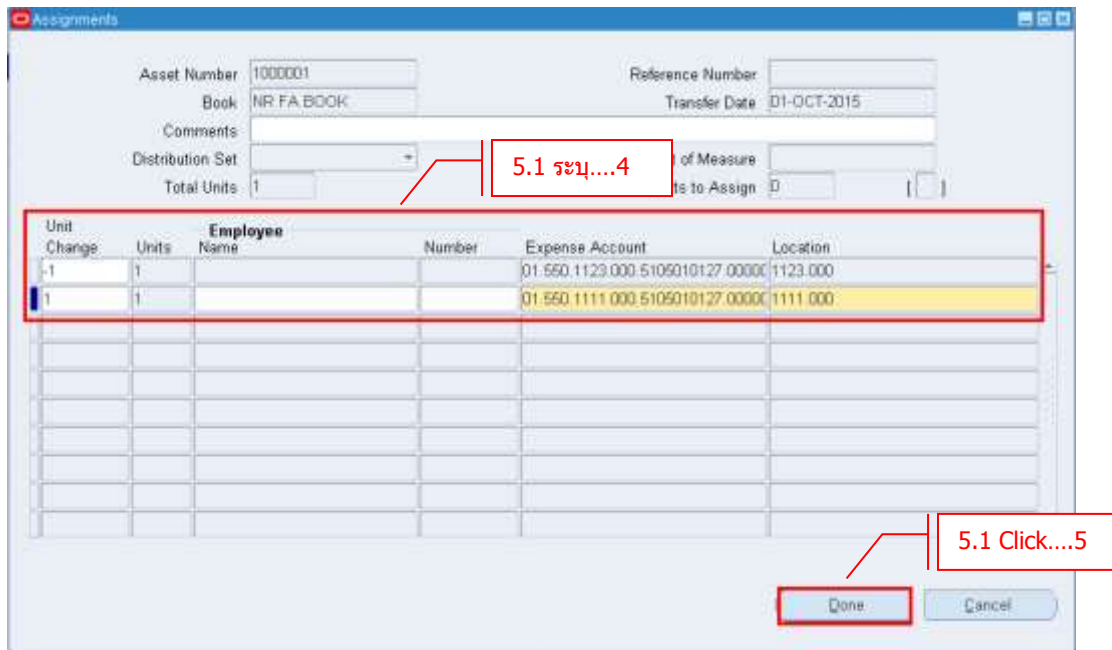 Assignments
Asset Number 1000001 Reference Number
Book NR FA BOOK Transfer Date 01-OCT-2015
Comments
Distribution Set of Measure
Total Units 1 ts to Assign 0 [ ]
5.1 ระบุ....4
Unit Change Units Employee Name Number Expense Account Location
-1 1 01.550.1123.000.5105010127.00000 1123.000
1 1 01.550.1111.000.5105010127.00000 1111.000
5.1 Click....5
Done Cancel